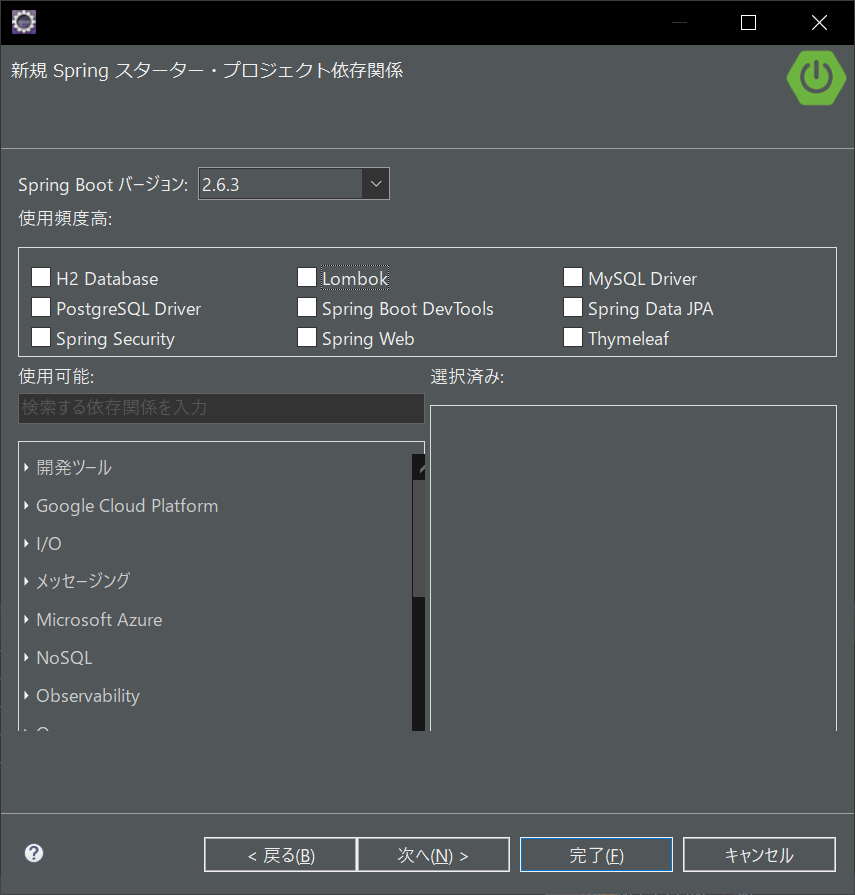 新規 Spring スターター・プロジェクト依存関係
Spring Boot バージョン: 2.6.3
使用頻度高:
H2 Database Lombok MySQL Driver
PostgreSQL Driver Spring Boot DevTools Spring Data JPA
Spring Security Spring Web Thymeleaf
使用可能: 選択済み:
検索する依存関係を入力
開発ツール
Google Cloud Platform
I/O
メッセージング
Microsoft Azure
NoSQL
Observability
< 戻る(B) 次へ(N) > 完了(F) キャンセル